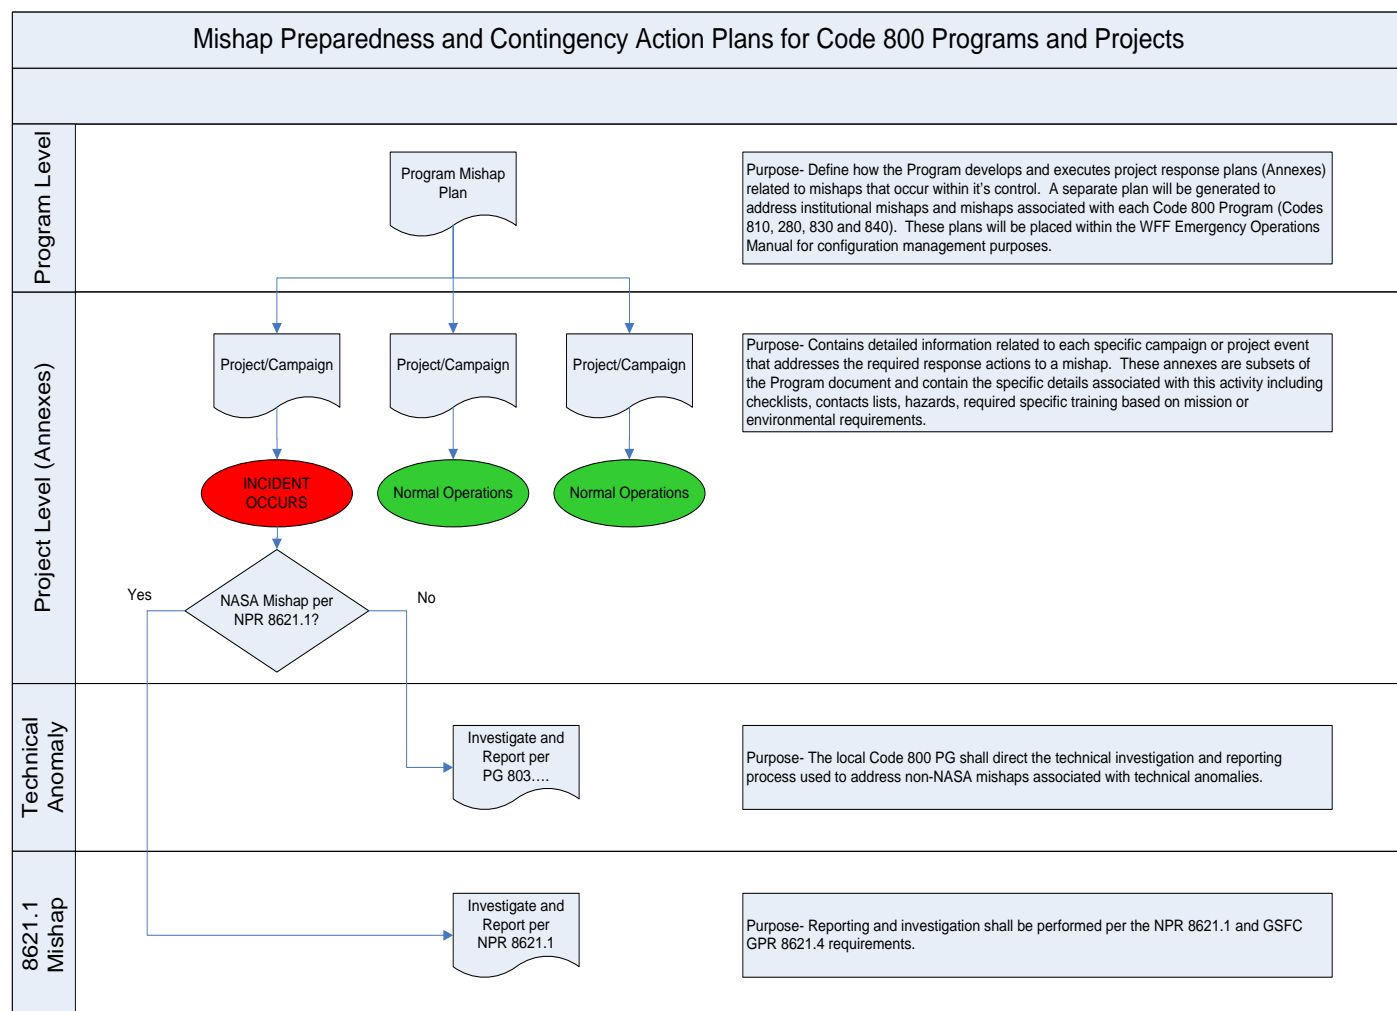 Mishap Preparedness and Contingency Action Plans for Code 800 Programs and Projects
Program Level
Program Mishap
Plan
Purpose- Define how the Program develops and executes project response plans (Annexes)
related to mishaps that occur within it's control.  A separate plan will be generated to
address institutional mishaps and mishaps associated with each Code 800 Program (Codes
810, 280, 830 and 840).  These plans will be placed within the WFF Emergency Operations
Manual for configuration management purposes.
Project Level (Annexes)
Project/Campaign
Project/Campaign
Project/Campaign
Purpose- Contains detailed information related to each specific campaign or project event
that addresses the required response actions to a mishap.  These annexes are subsets of
the Program document and contain the specific details associated with this activity including
checklists, contacts lists, hazards, required specific training based on mission or
environmental requirements.
INCIDENT
OCCURS
Normal Operations
Normal Operations
Yes
NASA Mishap per
NPR 8621.1?
No
Technical
Anomaly
Investigate and
Report per
PG 803....
Purpose- The local Code 800 PG shall direct the technical investigation and reporting
process used to address non-NASA mishaps associated with technical anomalies.
8621.1
Mishap
Investigate and
Report per
NPR 8621.1
Purpose- Reporting and investigation shall be performed per the NPR 8621.1 and GSFC
GPR 8621.4 requirements.